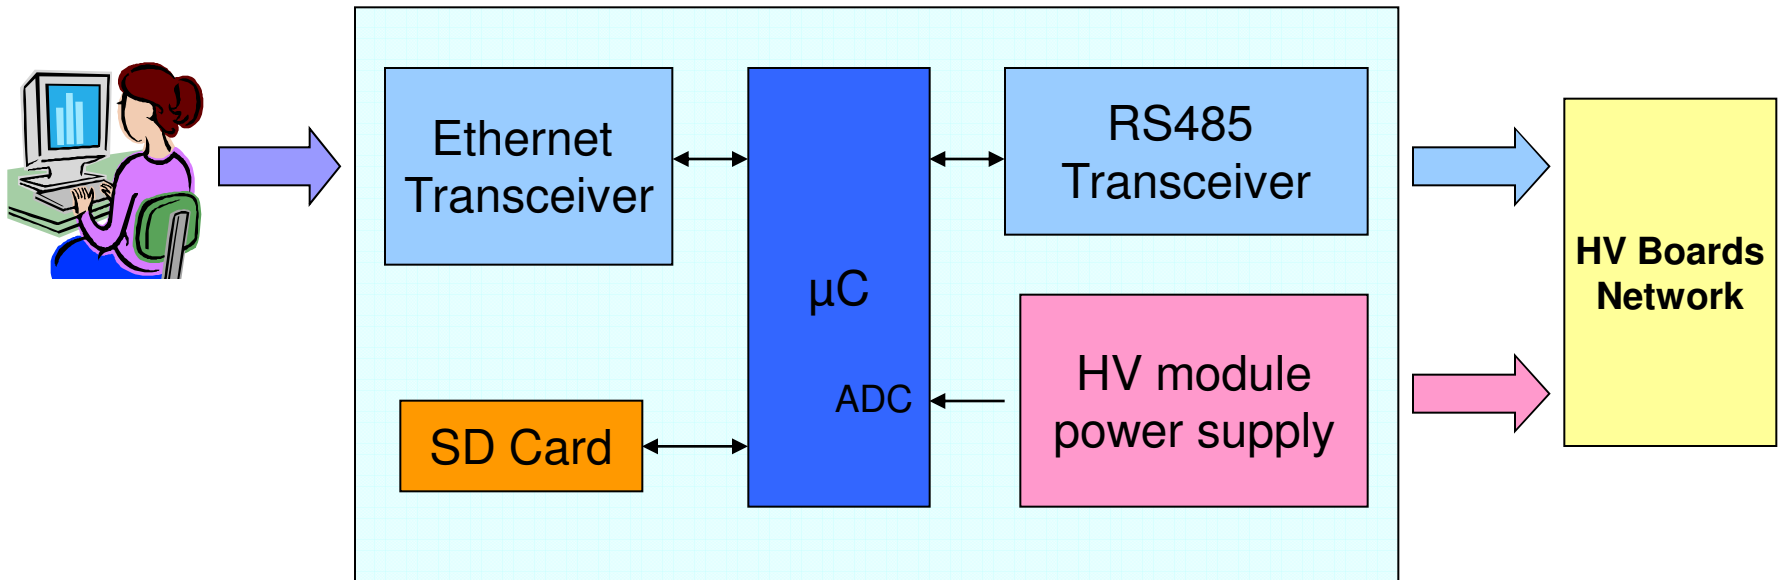 Ethernet
Transceiver
SD Card
µC
ADC
RS485
Transceiver
HV module
power supply
HV Boards
Network